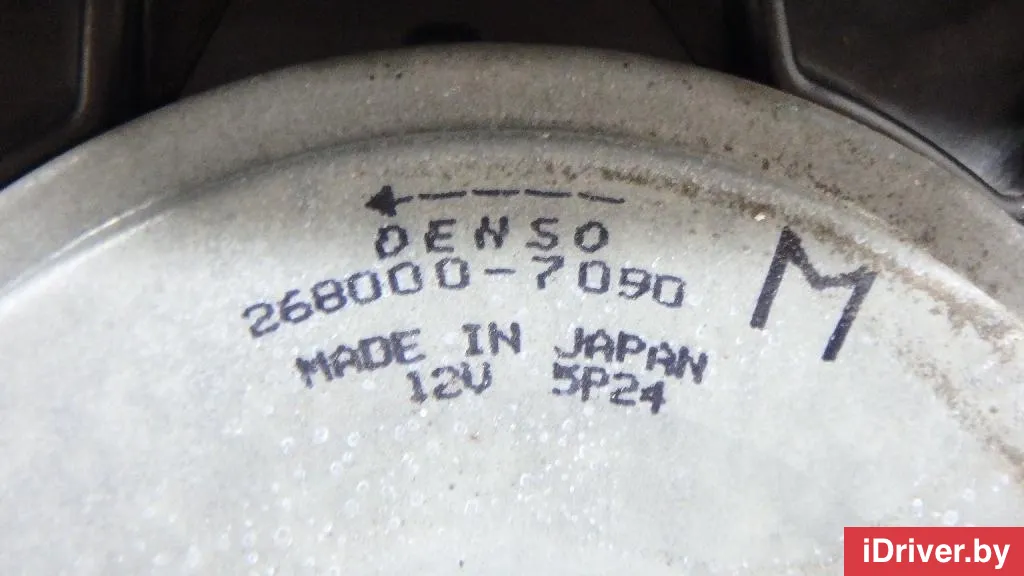 DENSO
268000-7090
M
MADE IN JAPAN
12V 5P24
iDriver.by